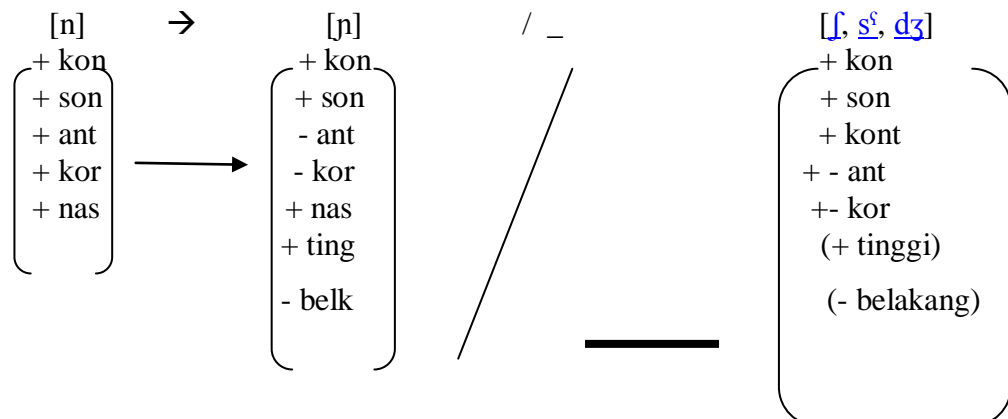 [n] → [ɲ] / _ [ʃ, sˤ, dʒ]
+ kon + kon + kon
+ son + son + son
+ ant - ant + kont
+ kor - kor + - ant
+ nas + nas +- kor
+ ting (+ tinggi)
- belk (- belakang)